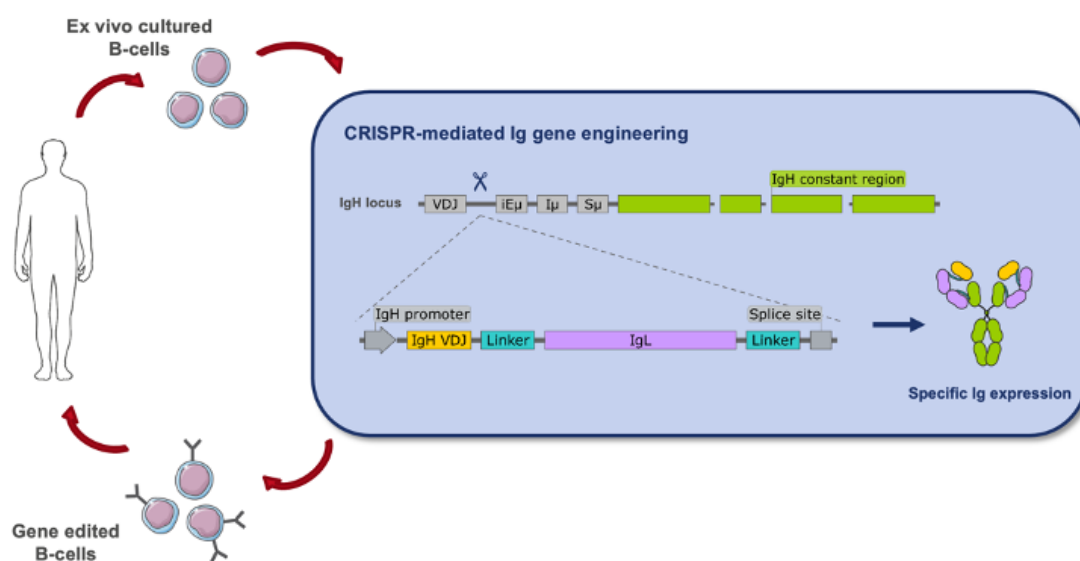 Ex vivo cultured
B-cells
CRISPR-mediated Ig gene engineering
IgH constant region
IgH locus
VDJ
iEμ
Iμ
Sμ
IgH promoter
Splice site
IgH VDJ
Linker
IgL
Linker
Specific Ig expression
Gene edited
B-cells